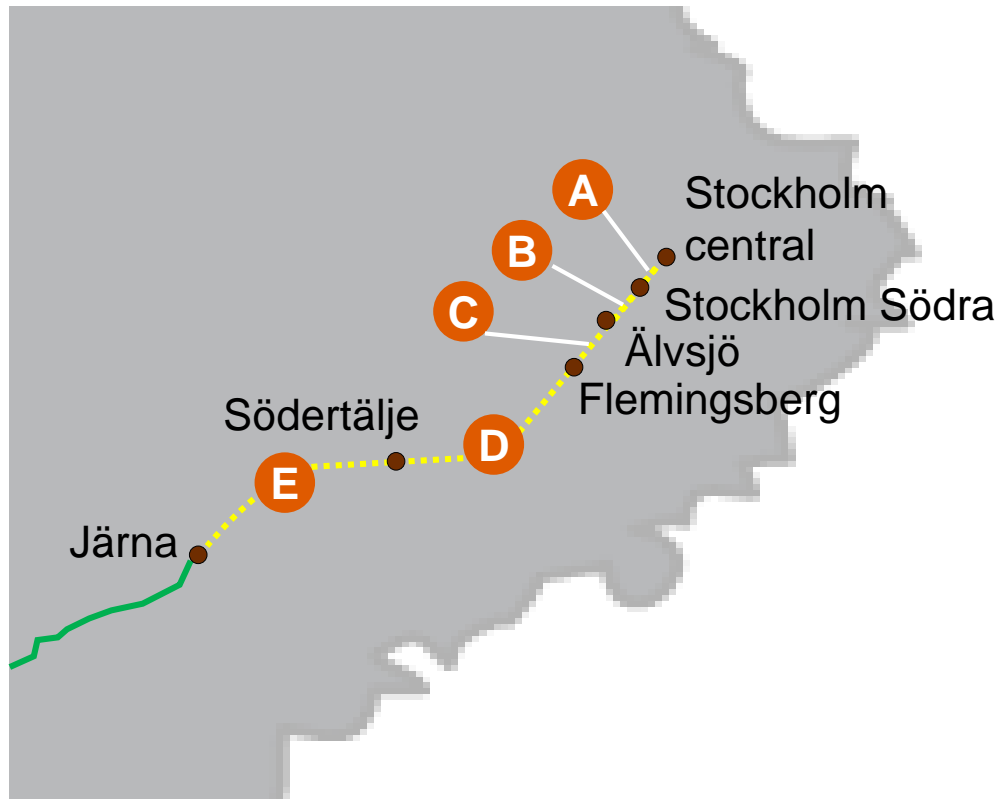 A
Stockholm
central
B
Stockholm Södra
C
Älvsjö
Flemingsberg
Södertälje
D
E
Järna